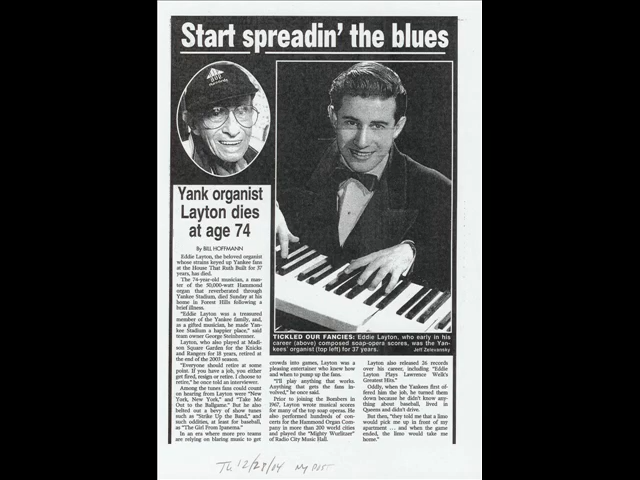 Start spreadin' the blues
Yank organist
Layton dies
at age 74
By BILL HOFFMANN
Eddie Layton, the beloved organist
whose strains keyed up Yankee fans
at the House That Ruth Built for 37
years, has died.
The 74-year-old musician, a mas-
ter of the 50,000-watt Hammond
organ that reverberated through
Yankee Stadium, died Sunday at his
home in Forest Hills following a
brief illness.
"Eddie Layton was a treasured
member of the Yankee family, and,
as a gifted musician, he made Yan-
kee Stadium a happier place," said
team owner George Steinbrenner.
Layton, who also played at Madi-
son Square Garden for the Knicks
and Rangers for 18 years, retired at
the end of the 2003 season.
"Everyone should retire at some
point. If you have a job, you either
get fired, resign or retire. I choose to
retire," he once told an interviewer.
Among the tunes fans could count
on hearing from Layton were "New
York, New York," and "Take Me
Out to the Ballgame." But he also
belted out a bevy of show tunes
such as "Strike Up the Band," and
such oddities, at least for baseball,
as "The Girl From Ipanema."
In an era where more pro teams
are relying on blaring music to get
TICKLED OUR FANCIES: Eddie Layton, who early in his
career (above) composed soap-opera scores, was the Yan-
kees' organist (top left) for 37 years.
Jeff Zelevansky
crowds into games, Layton was a
pleasing entertainer who knew how
and when to pump up the fans.
"I'll play anything that works.
Anything that gets the fans in-
volved," he once said.
Prior to joining the Bombers in
1967, Layton wrote musical scores
for many of the top soap operas. He
also performed hundreds of con-
certs for the Hammond Organ Com-
pany in more than 200 world cities
and played the "Mighty Wurlitzer"
of Radio City Music Hall.
Layton also released 26 records
over his career, including "Eddie
Layton Plays Lawrence Welk's
Greatest Hits."
Oddly, when the Yankees first of-
fered him the job, he turned them
down because he didn't know any-
thing about baseball, lived in
Queens and didn't drive.
But then, "they told me that a limo
would pick me up in front of my
apartment . . . and when the game
ended, the limo would take me
home."
Tu 12/28/04 NY Post